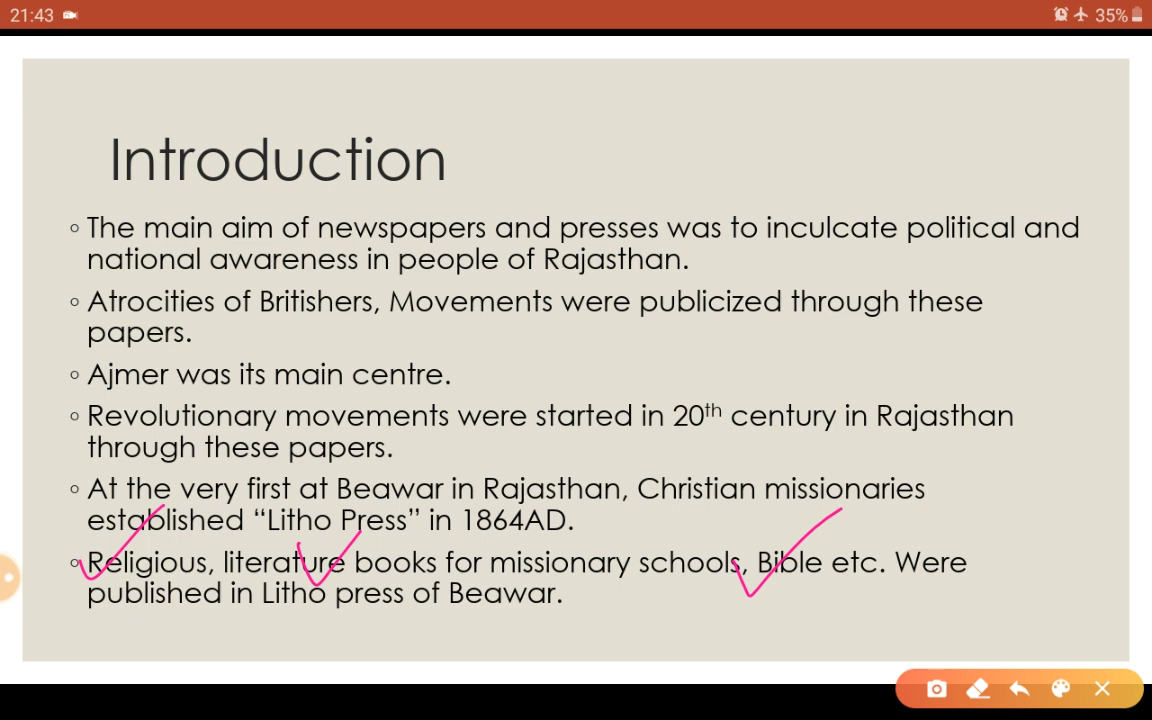 21:43
35%
Introduction
◦ The main aim of newspapers and presses was to inculcate political and
national awareness in people of Rajasthan.
◦ Atrocities of Britishers, Movements were publicized through these
papers.
◦ Ajmer was its main centre.
◦ Revolutionary movements were started in 20th century in Rajasthan
through these papers.
◦ At the very first at Beawar in Rajasthan, Christian missionaries
established “Litho Press” in 1864AD.
◦ Religious, literature books for missionary schools, Bible etc. Were
published in Litho press of Beawar.